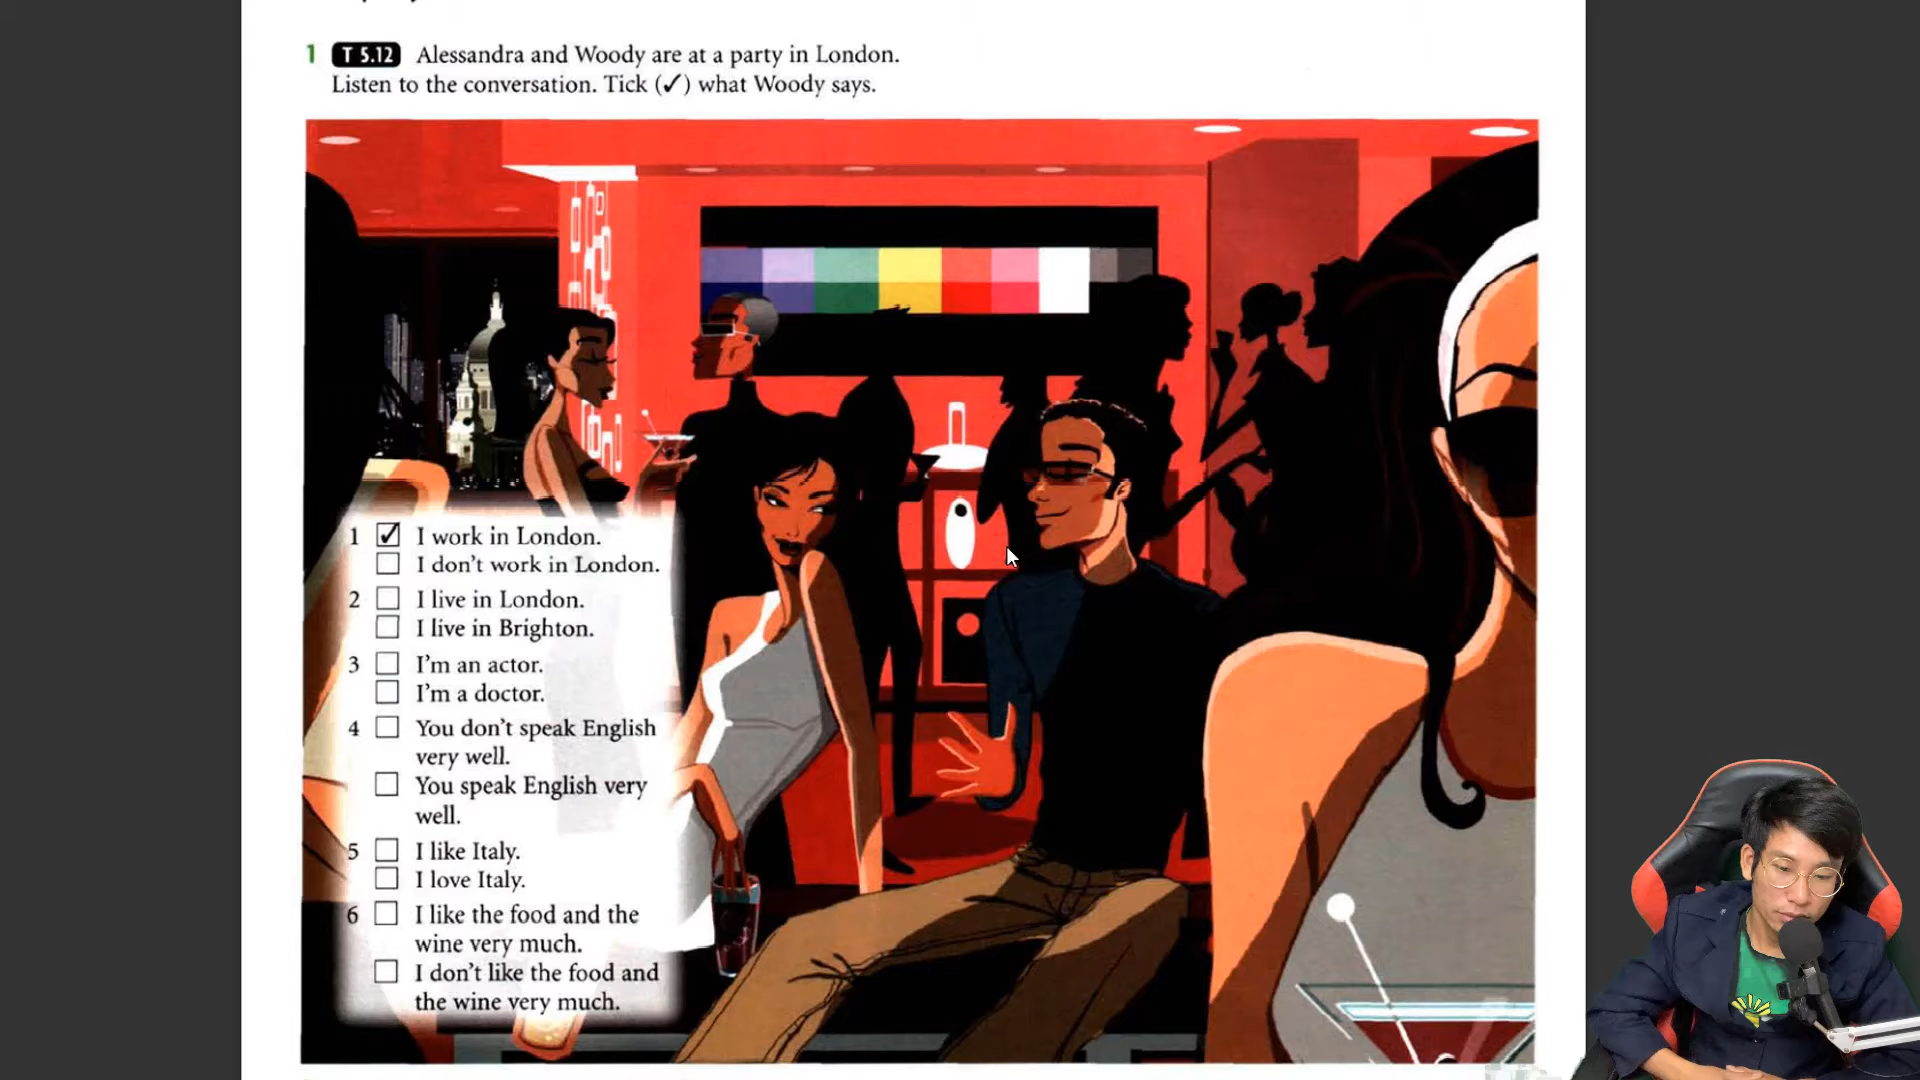 1 T 5.12 Alessandra and Woody are at a party in London.
Listen to the conversation. Tick (✓) what Woody says.
1 ✓ I work in London.
I don't work in London.
2 I live in London.
I live in Brighton.
3 I'm an actor.
I'm a doctor.
4 You don't speak English
very well.
You speak English very
well.
5 I like Italy.
I love Italy.
6 I like the food and the
wine very much.
I don't like the food and
the wine very much.